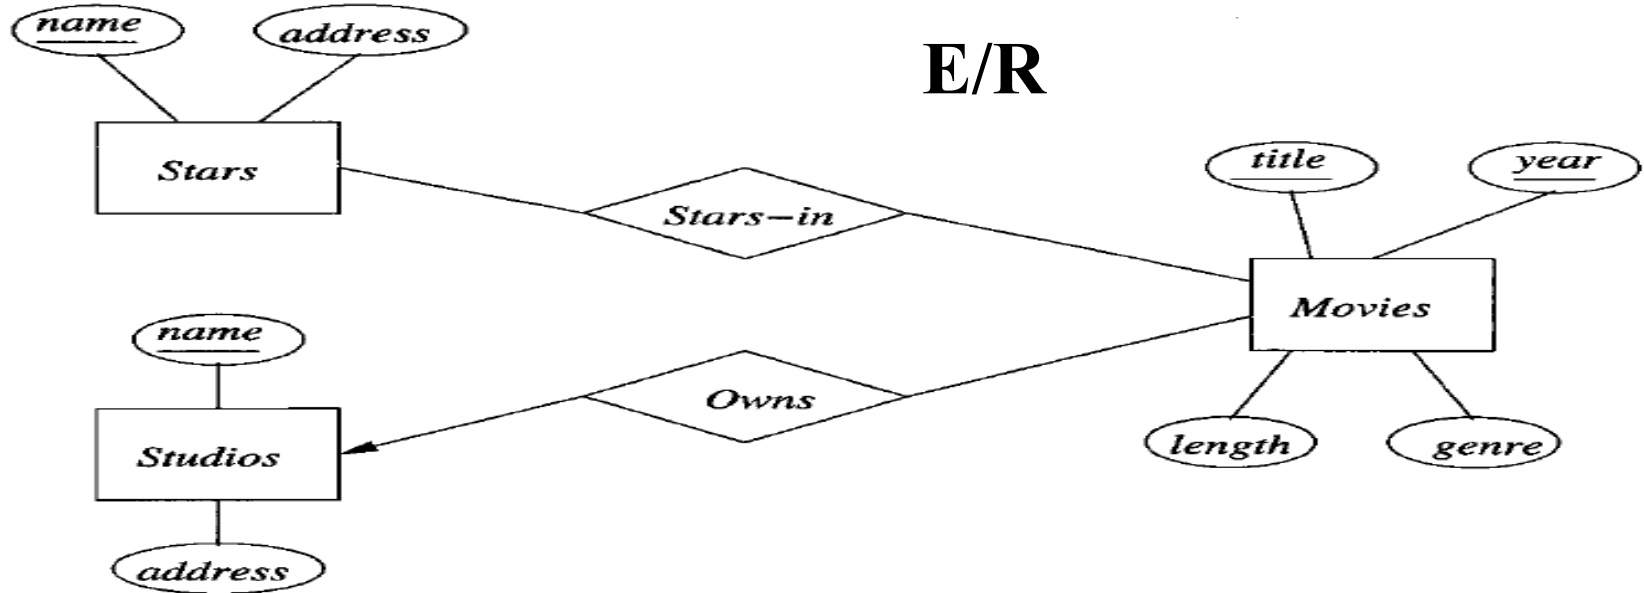 name
address
E/R
Stars
title
year
Stars-in
Movies
name
Owns
Studios
length
genre
address